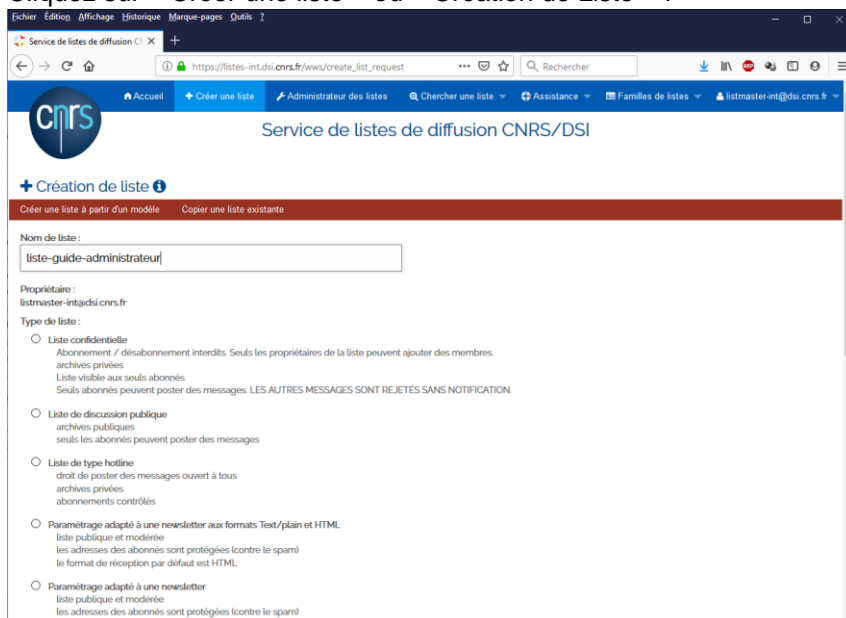 Fichier Édition Affichage Historique Marque-pages Outils ?
Service de listes de diffusion C
https://listes-int.dsi.cnrs.fr/wws/create_list_request
Rechercher
Accueil Créer une liste Administrateur des listes Chercher une liste Assistance Familles de listes listmaster-int@dsi.cnrs.fr
cnrs
Service de listes de diffusion CNRS/DSI
Création de liste
Créer une liste à partir d'un modèle Copier une liste existante
Nom de liste :
liste-guide-administrateur
Propriétaire :
listmaster-int@dsi.cnrs.fr
Type de liste :
Liste confidentielle
Abonnement / désabonnement interdits. Seuls les propriétaires de la liste peuvent ajouter des membres.
archives privées
Liste visible aux seuls abonnés
Seuls abonnés peuvent poster des messages. LES AUTRES MESSAGES SONT REJETÉS SANS NOTIFICATION.
Liste de discussion publique
archives publiques
seuls les abonnés peuvent poster des messages
Liste de type hotline
droit de poster des messages ouvert à tous
archives privées
abonnements contrôlés
Paramétrage adapté à une newsletter aux formats Text/plain et HTML.
liste publique et modérée
les adresses des abonnés sont protégées (contre le spam)
le format de réception par défaut est HTML
Paramétrage adapté à une newsletter
liste publique et modérée
les adresses des abonnés sont protégées (contre le spam)